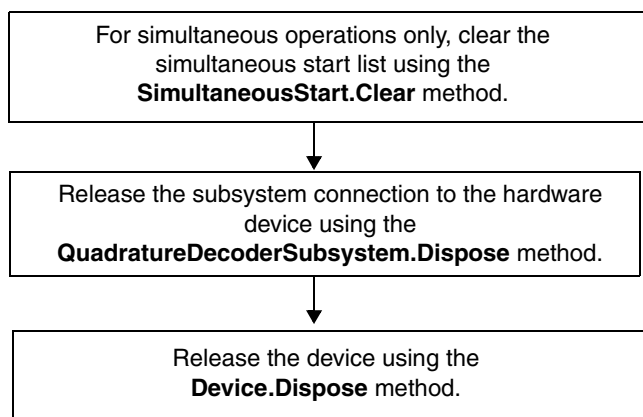 For simultaneous operations only, clear the
simultaneous start list using the
SimultaneousStart.Clear method.
Release the subsystem connection to the hardware
device using the
QuadratureDecoderSubsystem.Dispose method.
Release the device using the
Device.Dispose method.